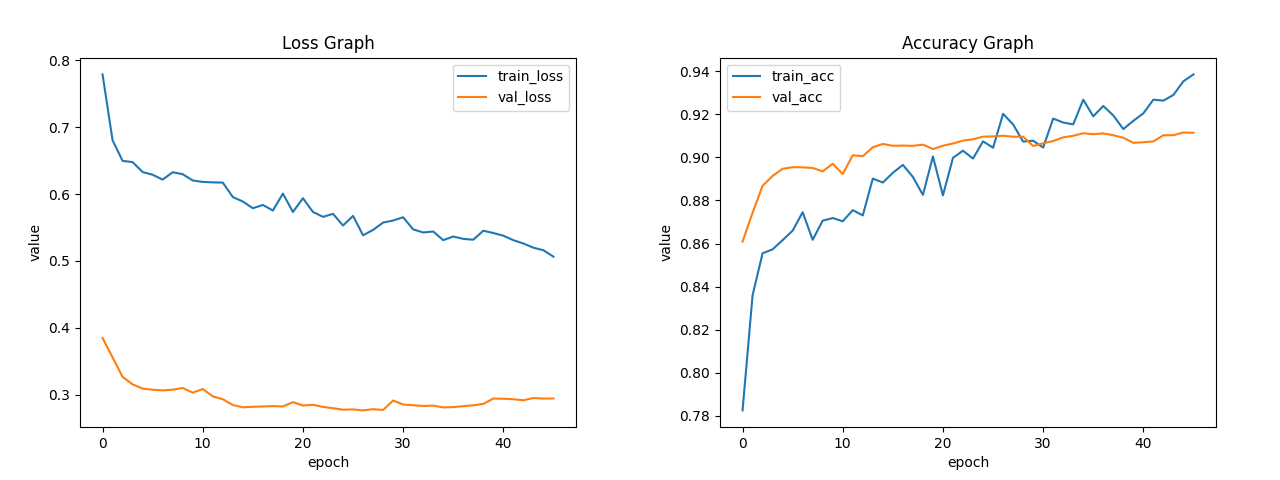 Loss Graph
0.8
0.7
0.6
0.5
0.4
0.3
value
train_loss
val_loss
0 10 20 30 40
epoch
Accuracy Graph
0.94
0.92
0.90
0.88
0.86
0.84
0.82
0.80
0.78
value
train_acc
val_acc
0 10 20 30 40
epoch